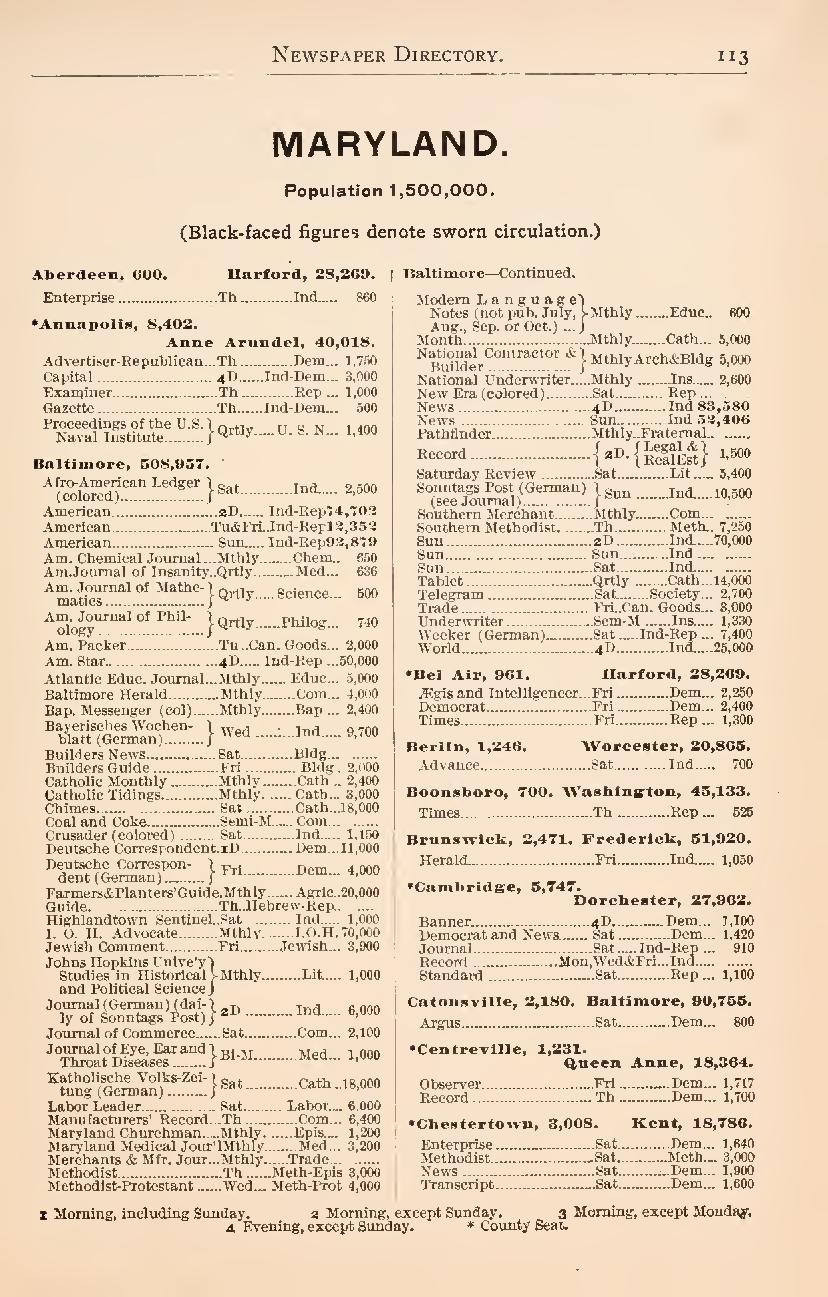 NEWSPAPER DIRECTORY. 113
MARYLAND.
Population 1,500,000.
(Black-faced figures denote sworn circulation.)
Aberdeen, 600. Harford, 28,269.
Enterprise Th Ind. 860
*Annapolis, 8,402.
Anne Arundel, 40,018.
Advertiser-Republican Th Dem. 1,750
Capital 4D Ind-Dem. 3,000
Examiner Th Rep 1,000
Gazette Th Ind-Dem. 500
Proceedings of the U.S.
Naval Institute } Qrtly U. S. N. 1,400
Baltimore, 508,957.
Afro-American Ledger
(colored) } Sat Ind. 2,500
American 2D Ind-Rep 74,702
American Tu&Fri. Ind-Rep 12,352
American Sun. Ind-Rep 92,879
Am. Chemical Journal Mthly Chem. 650
Am. Journal of Insanity Qrtly Med. 636
Am. Journal of Mathe-
matics } Qrtly Science 500
Am. Journal of Phil-
ology } Qrtly Philog. 740
Am. Packer Tu Can. Goods 2,000
Am. Star 4D Ind-Rep 50,000
Atlantic Educ. Journal Mthly Educ. 5,000
Baltimore Herald Mthly Com. 4,000
Bap. Messenger (col) Mthly Bap 2,400
Bayerisches Wochen-
blatt (German) } Wed Ind. 9,700
Builders News Sat Bldg.
Builders Guide Fri Bldg. 2,000
Catholic Monthly Mthly Cath 2,400
Catholic Tidings Mthly. Cath 3,000
Chimes Sat Cath 18,000
Coal and Coke Semi-M Com
Crusader (colored) Sat Ind. 1,150
Deutsche Correspondent. 1D Dem. 11,000
Deutsche Correspon-
dent (German) } Fri Dem 4,000
Farmers&Planters'Guide. Mthly Agric. 20,000
Guide. Th. Hebrew-Rep.
Highlandtown Sentinel Sat Ind. 1,000
I. O. H. Advocate Mthly. I.O.H. 70,000
Jewish Comment Fri. Jewish 3,900
Johns Hopkins Unive'y
Studies in Historical
and Political Science } Mthly Lit. 1,000
Journal (German) (dai-
ly of Sonntags Post) } 2D Ind. 6,000
Journal of Commerce Sat Com. 2,100
Journal of Eye, Ear and
Throat Diseases } Bi-M. Med. 1,000
Katholische Volks-Zei-
tung (German) } Sat Cath 18,000
Labor Leader Sat Labor 6,000
Manufacturers' Record Th Com 6,400
Maryland Churchman Mthly. Epis. 1,200
Maryland Medical Jour'l Mthly Med 3,200
Merchants & Mfr. Jour. Mthly Trade
Methodist Th Meth-Epis 3,000
Methodist-Protestant Wed Meth-Prot 4,000
Baltimore—Continued.
Modern Language
Notes (not pub. July,
Aug., Sep. or Oct.) } Mthly Educ. 600
Month Mthly Cath 5,000
National Contractor &
Builder } Mthly Arch&Bldg 5,000
National Underwriter Mthly Ins. 2,600
New Era (colored) Sat Rep
News 4D Ind 83,580
News Sun Ind 52,406
Pathfinder Mthly. Fraternal
Record { 2D. { Legal &
Real Est } 1,500
Saturday Review Sat Lit 5,400
Sonntags Post (German)
(see Journal) } Sun Ind. 10,500
Southern Merchant Mthly Com
Southern Methodist. Th Meth. 7,250
Sun 2D Ind. 70,000
Sun Sun Ind
Sun Sat Ind.
Tablet Qrtly Cath 14,000
Telegram Sat Society 2,700
Trade Fri. Can. Goods 3,000
Underwriter Sem-M Ins. 1,330
Wecker (German) Sat Ind-Rep 7,400
World 4D Ind. 25,000
*Bel Air, 961. Harford, 28,269.
Ægis and Intelligencer Fri Dem. 2,250
Democrat Fri Dem. 2,400
Times Fri Rep 1,300
Berlin, 1,246. Worcester, 20,865.
Advance Sat Ind. 700
Boonsboro, 700. Washington, 45,133.
Times Th Rep 525
Brunswick, 2,471. Frederick, 51,920.
Herald Fri Ind. 1,050
*Cambridge, 5,747.
Dorchester, 27,962.
Banner 4D Dem 1,100
Democrat and News Sat Dem 1,420
Journal Sat Ind-Rep 910
Record Mon, Wed&Fri Ind.
Standard Sat Rep 1,100
Catonsville, 2,180. Baltimore, 90,755.
Argus Sat. Dem. 800
*Centreville, 1,231.
Queen Anne, 18,364.
Observer Fri Dem 1,717
Record Th Dem 1,700
*Chestertown, 3,008. Kent, 18,786.
Enterprise Sat. Dem 1,640
Methodist Sat. Meth. 3,000
News Sat Dem 1,900
Transcript Sat Dem 1,600
1 Morning, including Sunday. 2 Morning, except Sunday. 3 Morning, except Monday.
4 Evening, except Sunday. * County Seat.